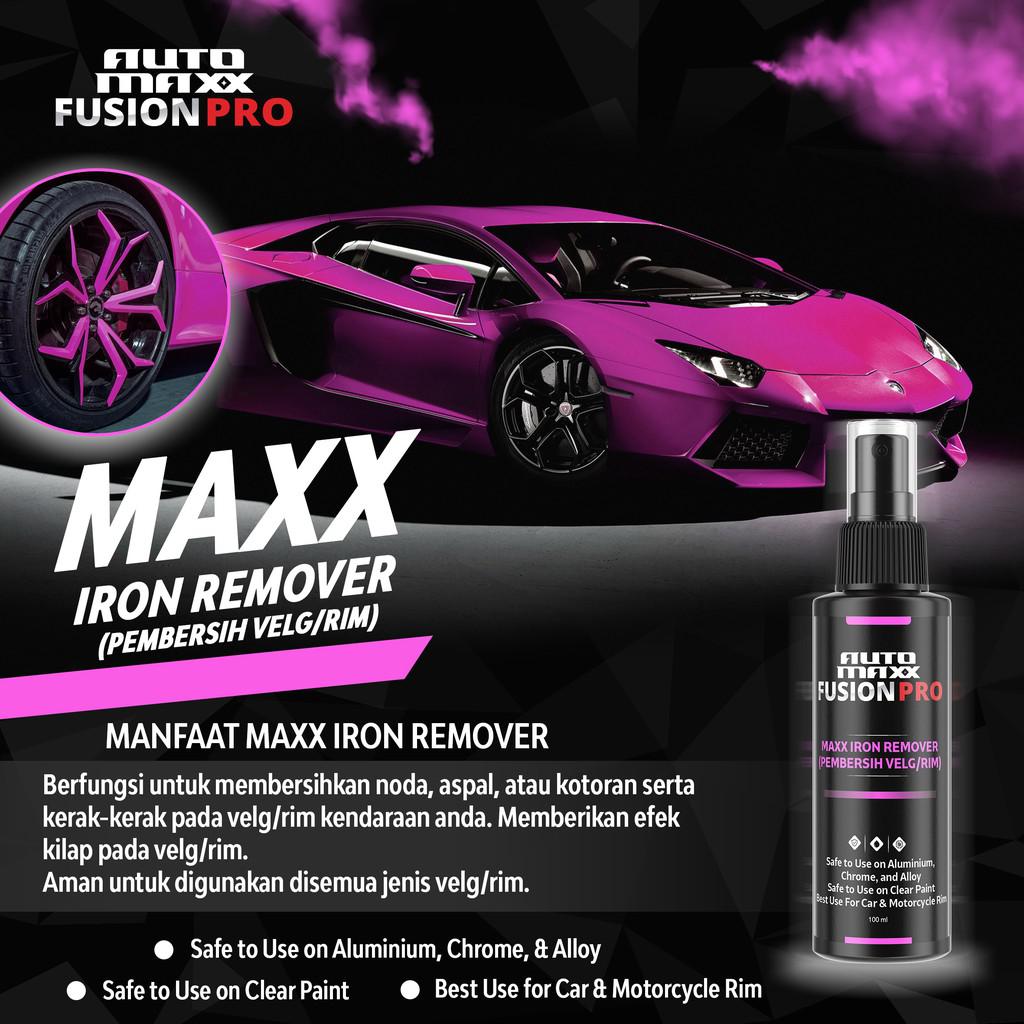 AUTO
MAXX
FUSION PRO
MAXX
IRON REMOVER
(PEMBERSIH VELG/RIM)
MANFAAT MAXX IRON REMOVER
Berfungsi untuk membersihkan noda, aspal, atau kotoran serta
kerak-kerak pada velg/rim kendaraan anda. Memberikan efek
kilap pada velg/rim.
Aman untuk digunakan disemua jenis velg/rim.
Safe to Use on Aluminium, Chrome, & Alloy
Safe to Use on Clear Paint
Best Use for Car & Motorcycle Rim
AUTO
MAXX
FUSION PRO
MAXX IRON REMOVER
(PEMBERSIH VELG/RIM)
Safe to Use on Aluminium,
Chrome, and Alloy
Safe to Use on Clear Paint
Best Use For Car & Motorcycle Rim
100 ml